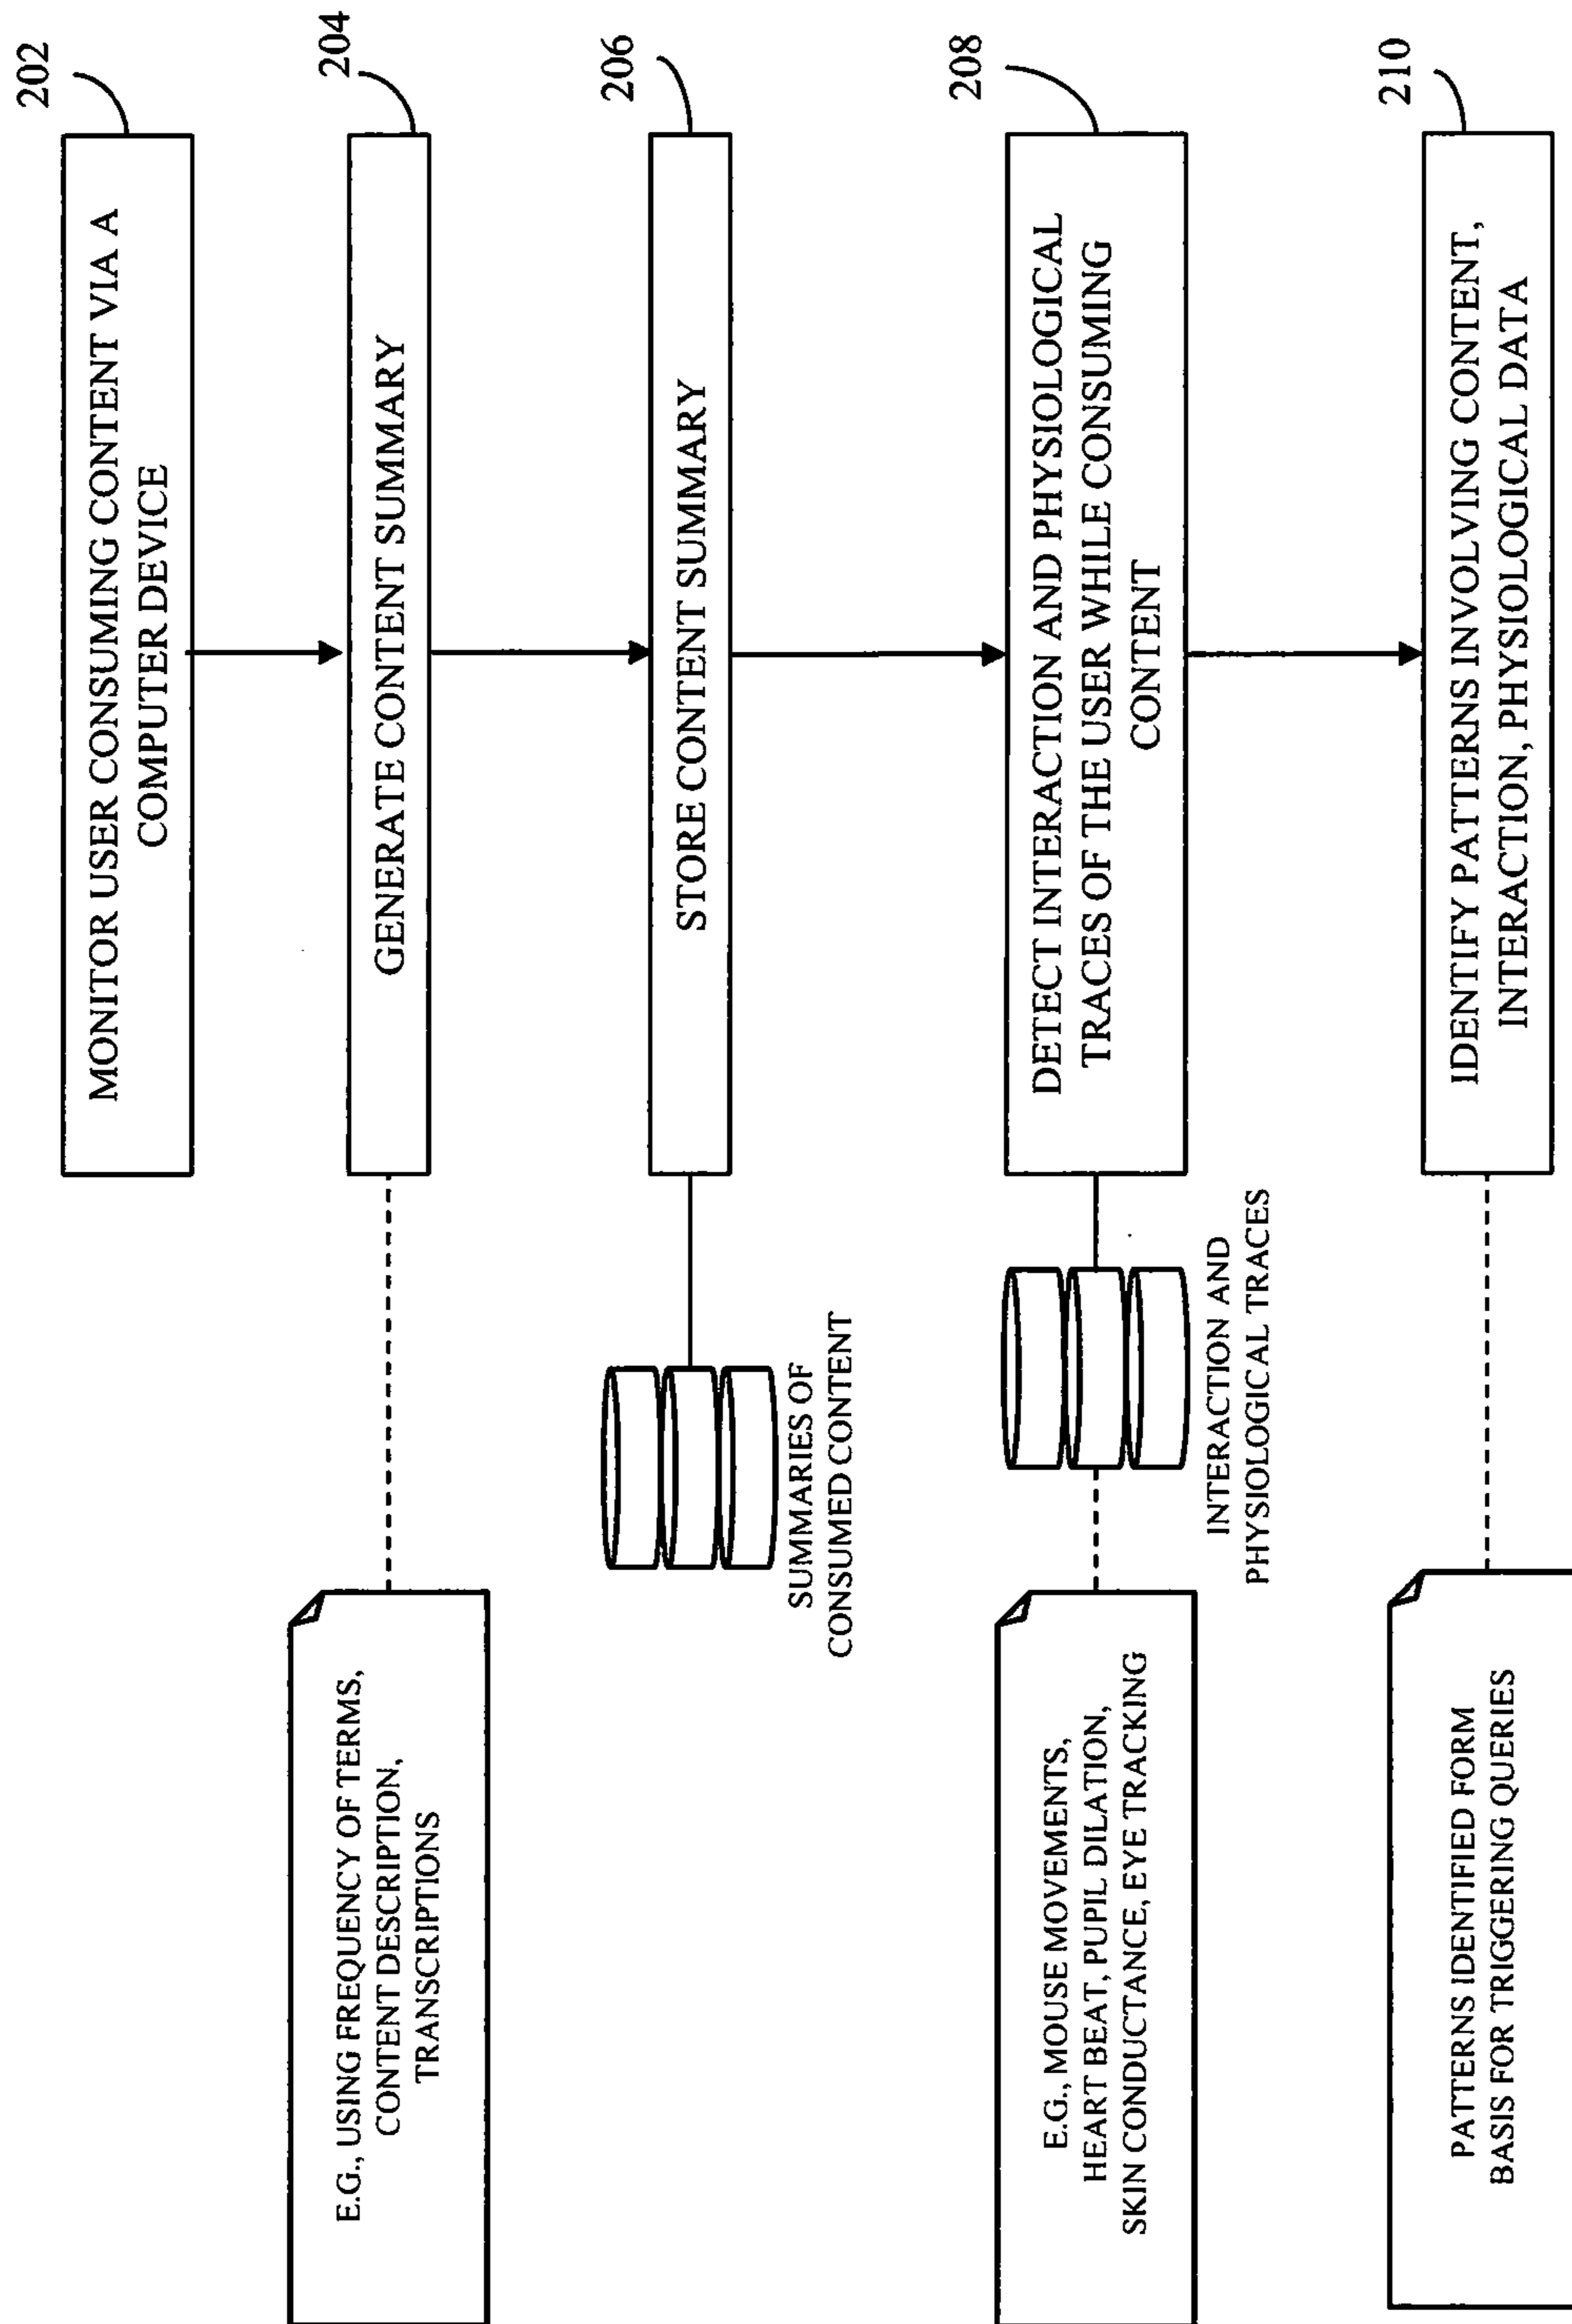 202
MONITOR USER CONSUMING CONTENT VIA A
COMPUTER DEVICE
204
GENERATE CONTENT SUMMARY
E.G., USING FREQUENCY OF TERMS,
CONTENT DESCRIPTION,
TRANSCRIPTIONS
206
STORE CONTENT SUMMARY
SUMMARIES OF
CONSUMED CONTENT
208
DETECT INTERACTION AND PHYSIOLOGICAL
TRACES OF THE USER WHILE CONSUMING
CONTENT
INTERACTION AND
PHYSIOLOGICAL TRACES
E.G., MOUSE MOVEMENTS,
HEART BEAT, PUPIL DILATION,
SKIN CONDUCTANCE, EYE TRACKING
210
IDENTIFY PATTERNS INVOLVING CONTENT,
INTERACTION, PHYSIOLOGICAL DATA
PATTERNS IDENTIFIED FORM
BASIS FOR TRIGGERING QUERIES